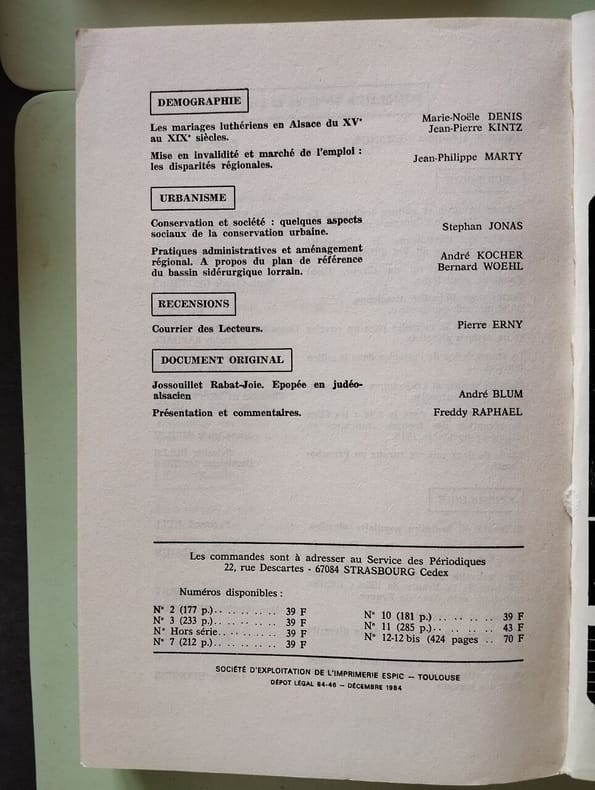 DEMOGRAPHIE
Les mariages luthériens en Alsace du XVᵉ
au XIXᵉ siècles.
Marie-Noële DENIS
Jean-Pierre KINTZ
Mise en invalidité et marché de l'emploi :
les disparités régionales.
Jean-Philippe MARTY
URBANISME
Conservation et société : quelques aspects
sociaux de la conservation urbaine.
Stephan JONAS
Pratiques administratives et aménagement
régional. A propos du plan de référence
du bassin sidérurgique lorrain.
André KOCHER
Bernard WOEHL
RECENSIONS
Courrier des Lecteurs.
Pierre ERNY
DOCUMENT ORIGINAL
Jossouillet Rabat-Joie. Epopée en judéo-
alsacien
André BLUM
Présentation et commentaires.
Freddy RAPHAEL
Les commandes sont à adresser au Service des Périodiques
22, rue Descartes - 67084 STRASBOURG Cedex
Numéros disponibles :
N° 2 (177 p.).. .. .. .. .. 39 F
N° 3 (233 p.).. .. .. .. .. 39 F
N° Hors série.. .. .. .. .. 39 F
N° 7 (212 p.).. .. .. .. .. 39 F
N° 10 (181 p.) .. .. .. .. 39 F
N° 11 (285 p.).. .. .. .. 43 F
N° 12-12 bis (424 pages .. 70 F
SOCIÉTÉ D'EXPLOITATION DE L'IMPRIMERIE ESPIC — TOULOUSE
DÉPOT LÉGAL 84-46 — DÉCEMBRE 1984